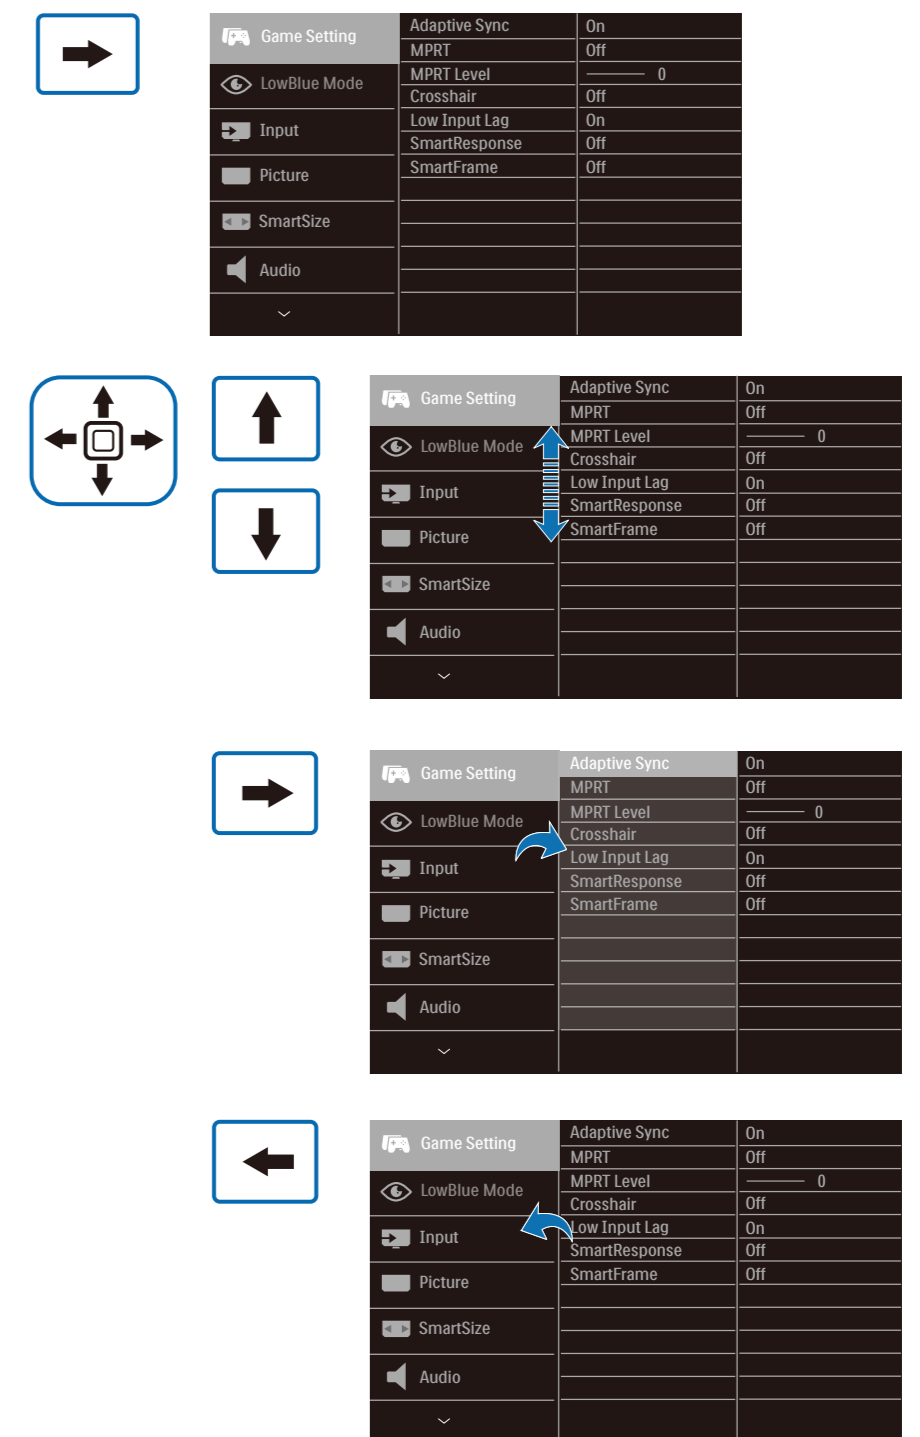 Game Setting
LowBlue Mode
Input
Picture
SmartSize
Audio
Adaptive Sync On
MPRT Off
MPRT Level 0
Crosshair Off
Low Input Lag On
SmartResponse Off
SmartFrame Off
Game Setting
LowBlue Mode
Input
Picture
SmartSize
Audio
Adaptive Sync On
MPRT Off
MPRT Level 0
Crosshair Off
Low Input Lag On
SmartResponse Off
SmartFrame Off
Game Setting
LowBlue Mode
Input
Picture
SmartSize
Audio
Adaptive Sync On
MPRT Off
MPRT Level 0
Crosshair Off
Low Input Lag On
SmartResponse Off
SmartFrame Off
Game Setting
LowBlue Mode
Input
Picture
SmartSize
Audio
Adaptive Sync On
MPRT Off
MPRT Level 0
Crosshair Off
Low Input Lag On
SmartResponse Off
SmartFrame Off